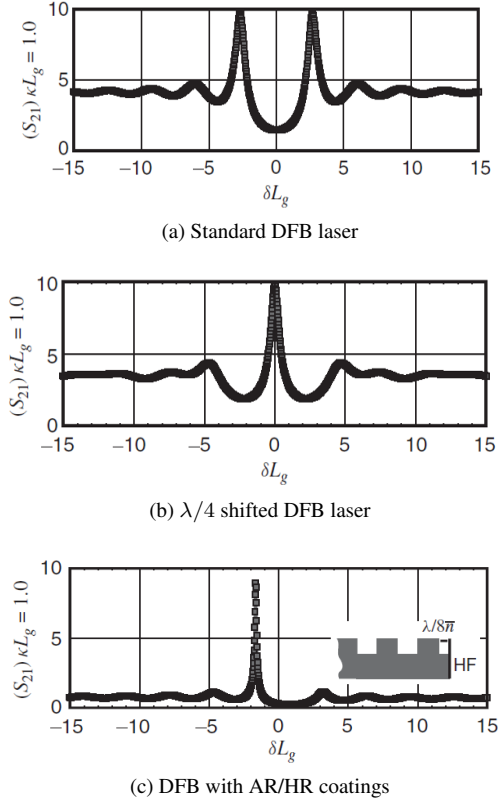 10
5
0
(S21) κLg = 1.0
−15 −10 −5 0 5 10 15
δLg
(a) Standard DFB laser
10
5
0
(S21) κLg = 1.0
−15 −10 −5 0 5 10 15
δLg
(b) λ/4 shifted DFB laser
10
5
0
(S21) κLg = 1.0
λ/8n̅
HF
−15 −10 −5 0 5 10 15
δLg
(c) DFB with AR/HR coatings